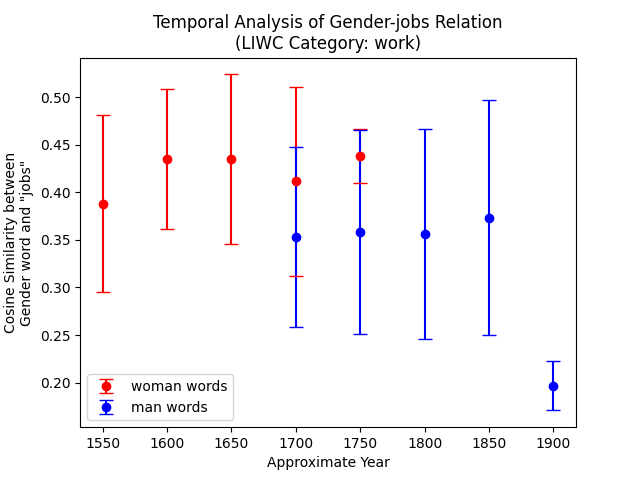 Temporal Analysis of Gender-jobs Relation
(LIWC Category: work)
Cosine Similarity between
Gender word and "jobs"
0.50
0.45
0.40
0.35
0.30
0.25
0.20
woman words
man words
1550 1600 1650 1700 1750 1800 1850 1900
Approximate Year